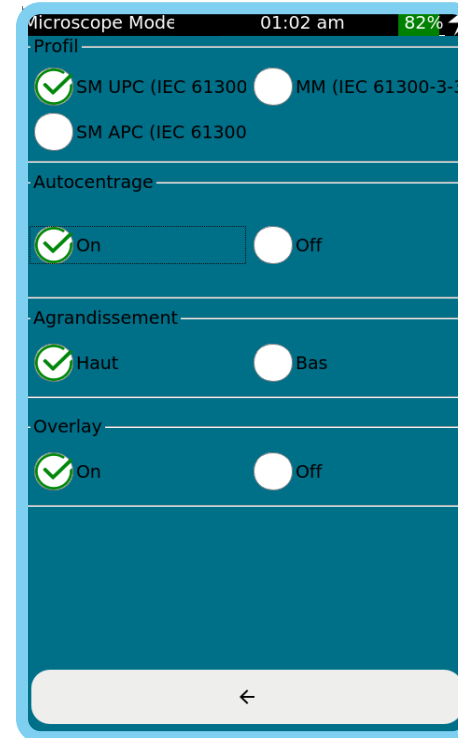 Microscope Mode 01:02 am 82%
Profil
SM UPC (IEC 61300 MM (IEC 61300-3-3
SM APC (IEC 61300
Autocentrage
On Off
Agrandissement
Haut Bas
Overlay
On Off
←